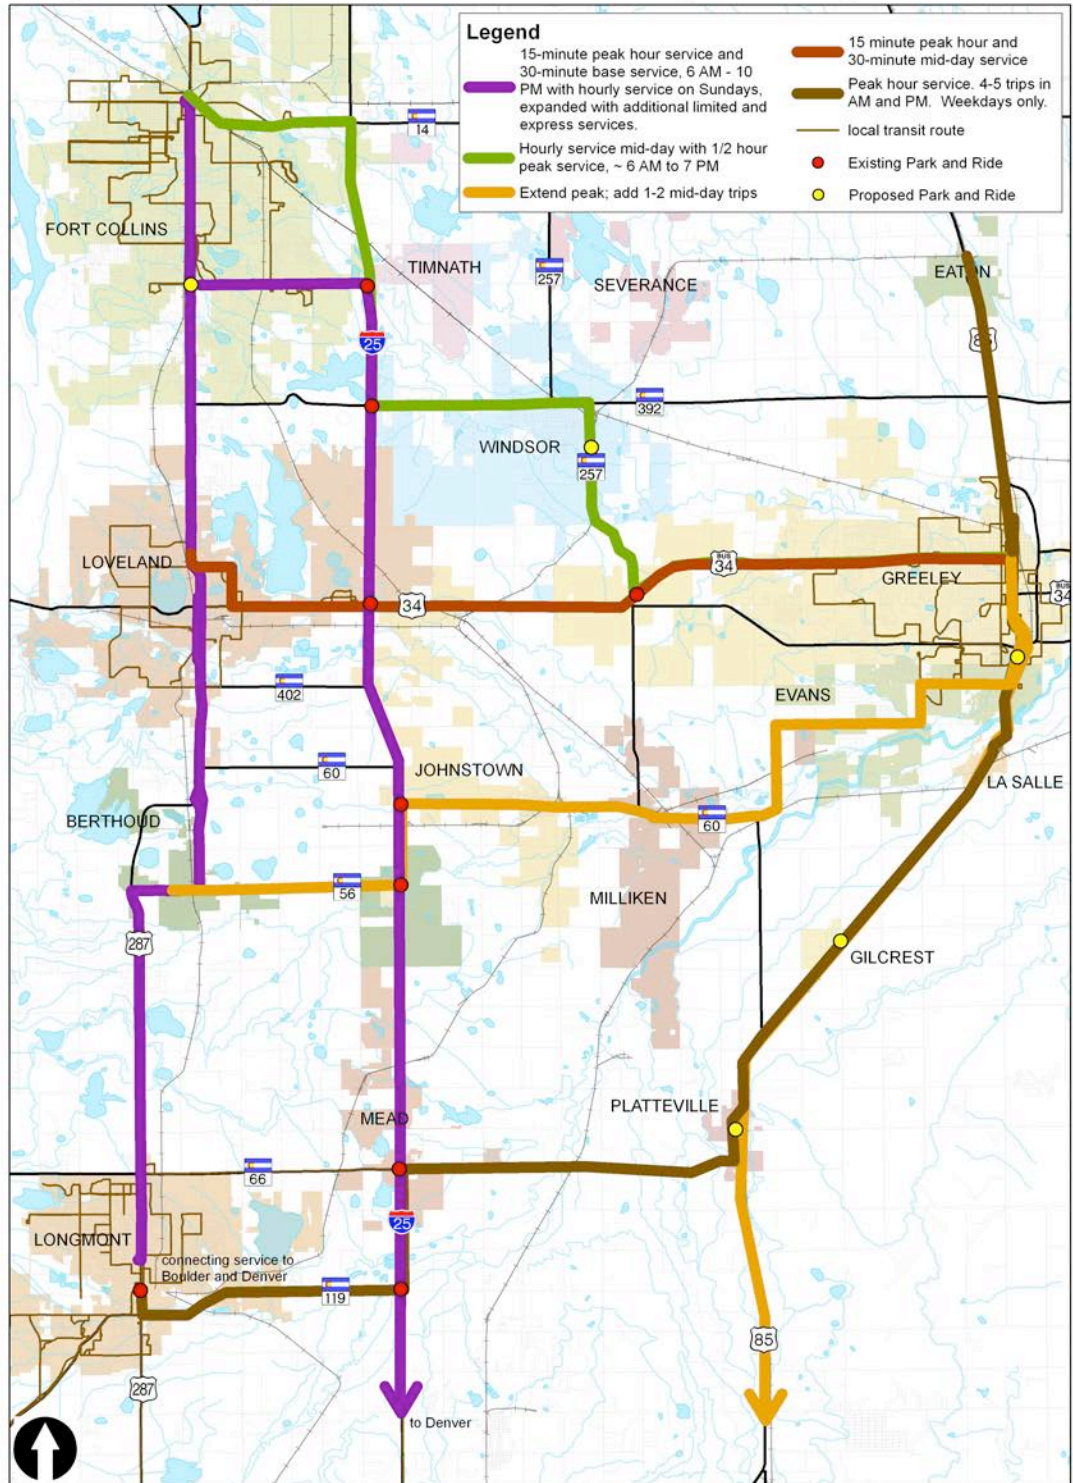 Legend
15-minute peak hour service and
30-minute base service, 6 AM - 10
PM with hourly service on Sundays,
expanded with additional limited and
express services.
Hourly service mid-day with 1/2 hour
peak service, ~ 6 AM to 7 PM
Extend peak; add 1-2 mid-day trips
15 minute peak hour and
30-minute mid-day service
Peak hour service. 4-5 trips in
AM and PM. Weekdays only.
local transit route
Existing Park and Ride
Proposed Park and Ride
14
FORT COLLINS
TIMNATH
257
SEVERANCE
EATON
25
85
392
WINDSOR
257
LOVELAND
BUS
34
GREELEY
BUS
34
34
402
EVANS
60
JOHNSTOWN
LA SALLE
BERTHOUD
60
56
MILLIKEN
287
GILCREST
MEAD
PLATTEVILLE
66
25
LONGMONT
connecting service to
Boulder and Denver
119
85
287
to Denver